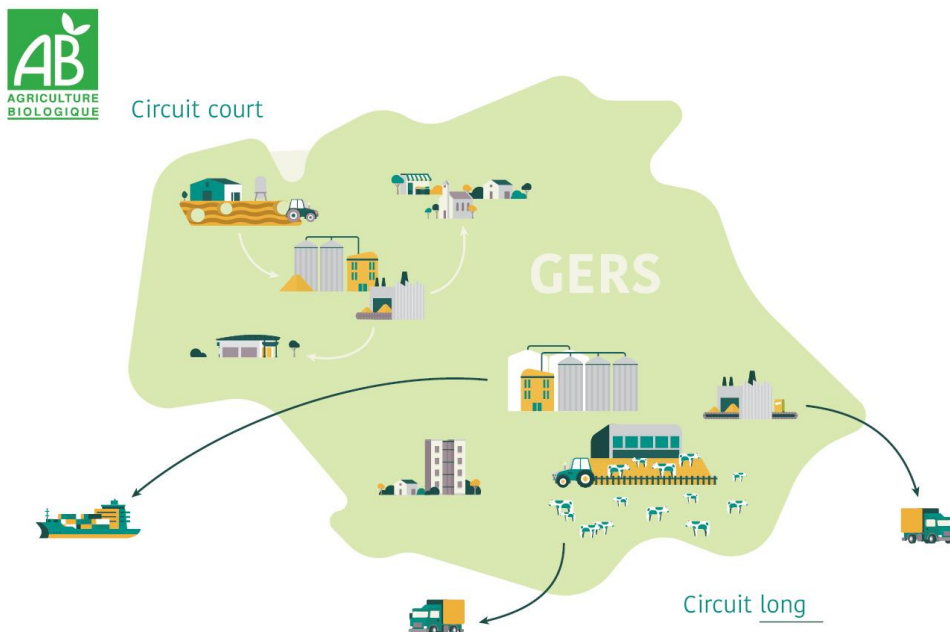 AB
AGRICULTURE
BIOLOGIQUE
Circuit court
GERS
Circuit long